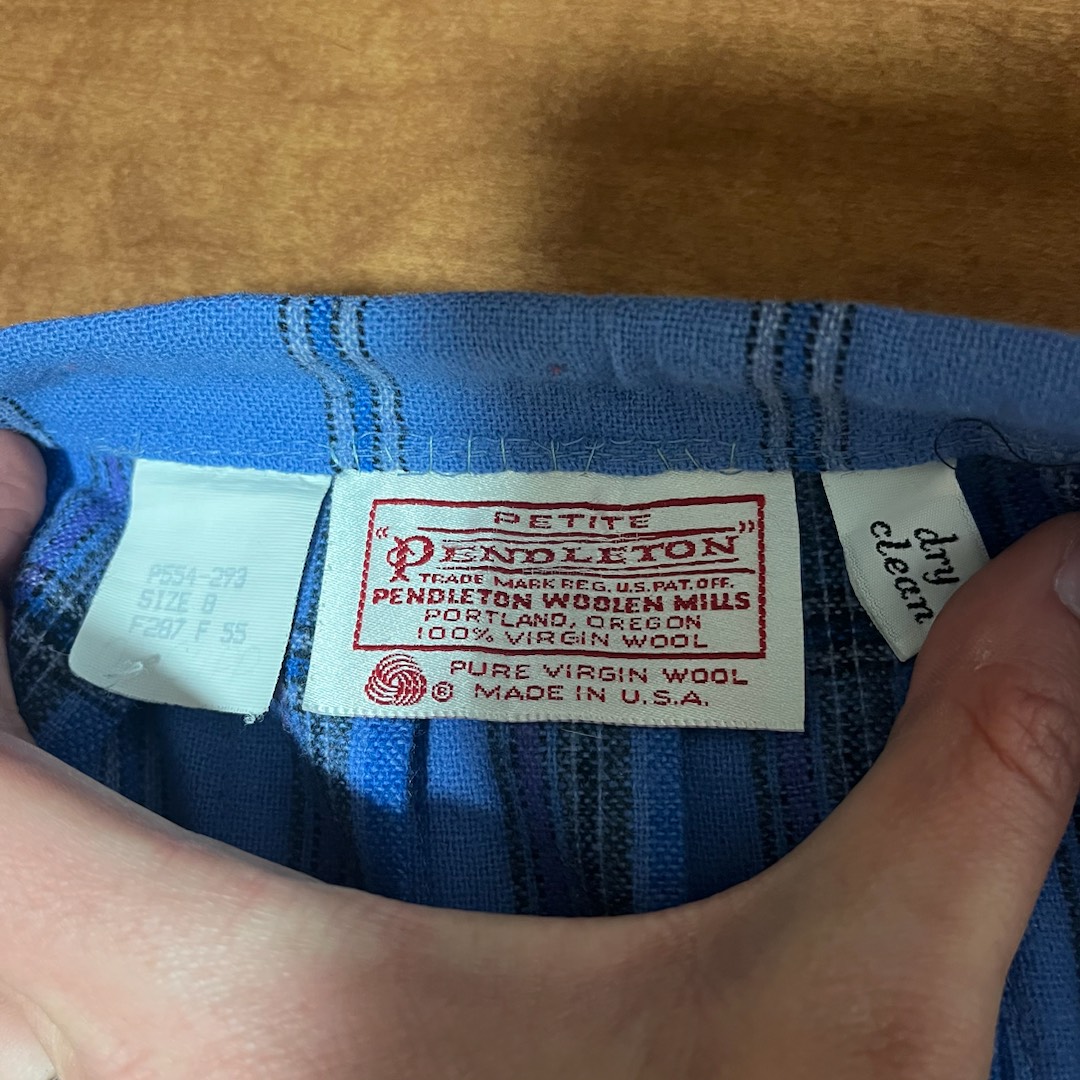 P554-293
SIZE 8
F287 F 55
PETITE
"PENDLETON"
TRADE MARK REG. U.S. PAT. OFF.
PENDLETON WOOLEN MILLS
PORTLAND, OREGON
100% VIRGIN WOOL
PURE VIRGIN WOOL
® MADE IN U.S.A.
dry
clean